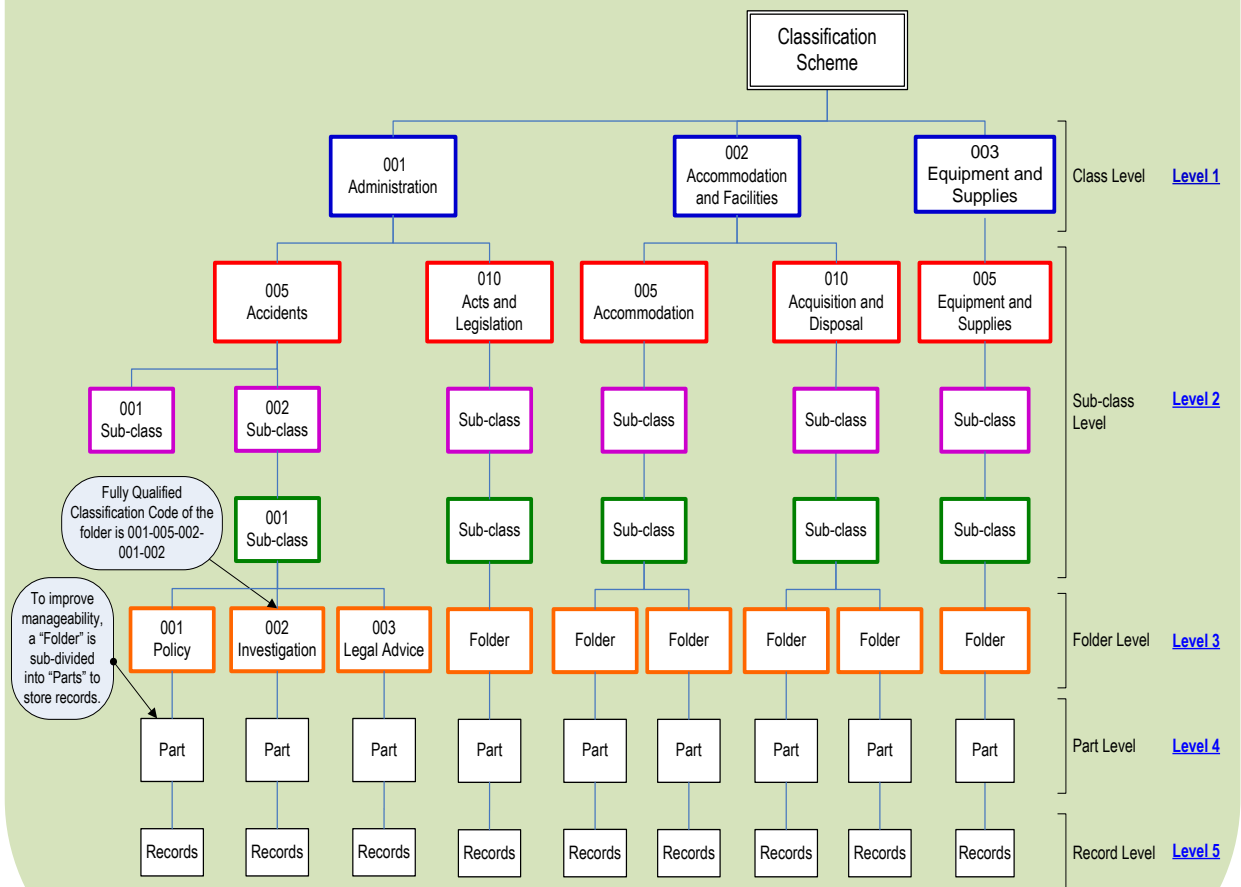 Classification
Scheme
001
Administration
002
Accommodation
and Facilities
003
Equipment and
Supplies
Class Level
Level 1
005
Accidents
010
Acts and
Legislation
005
Accommodation
010
Acquisition and
Disposal
005
Equipment and
Supplies
001
Sub-class
002
Sub-class
Sub-class
Sub-class
Sub-class
Sub-class
Sub-class
Level
Level 2
Fully Qualified
Classification Code of the
folder is 001-005-002-
001-002
001
Sub-class
Sub-class
Sub-class
Sub-class
Sub-class
To improve
manageability,
a “Folder” is
sub-divided
into “Parts” to
store records.
001
Policy
002
Investigation
003
Legal Advice
Folder
Folder
Folder
Folder
Folder
Folder
Folder Level
Level 3
Part
Part
Part
Part
Part
Part
Part
Part
Part
Part Level
Level 4
Records
Records
Records
Records
Records
Records
Records
Records
Records
Record Level
Level 5